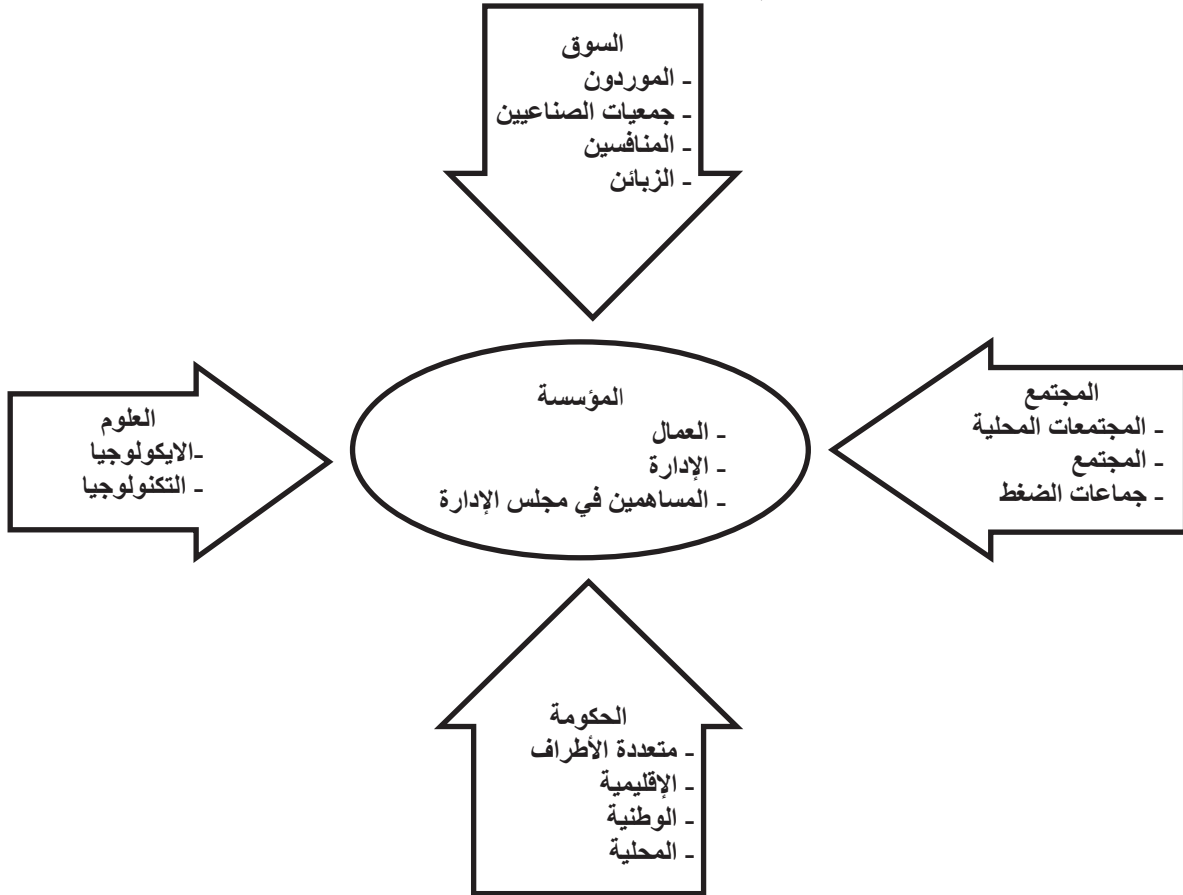 السوق
- الموردون
- جمعيات الصناعيين
- المنافسين
- الزبائن
المجتمع
- المجتمعات المحلية
- المجتمع
- جماعات الضغط
المؤسسة
- العمال
- الإدارة
- المساهمين في مجلس الإدارة
العلوم
-الايكولوجيا
- التكنولوجيا
الحكومة
- متعددة الأطراف
- الإقليمية
- الوطنية
- المحلية